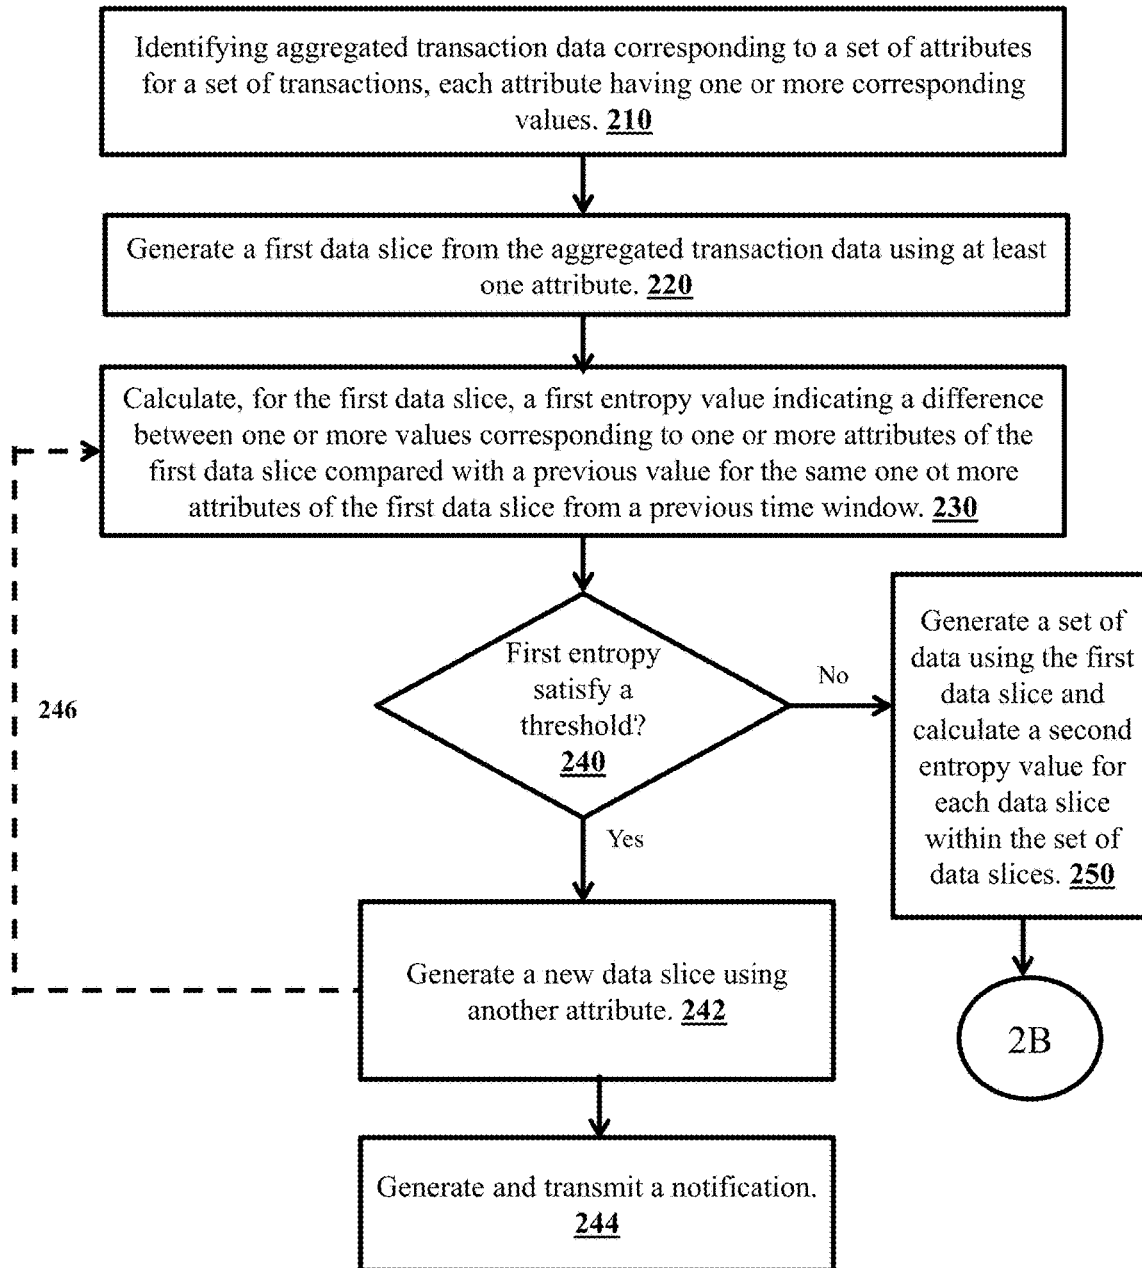 Identifying aggregated transaction data corresponding to a set of attributes
for a set of transactions, each attribute having one or more corresponding
values. 210
Generate a first data slice from the aggregated transaction data using at least
one attribute. 220
Calculate, for the first data slice, a first entropy value indicating a difference
between one or more values corresponding to one or more attributes of the
first data slice compared with a previous value for the same one ot more
attributes of the first data slice from a previous time window. 230
First entropy
satisfy a
threshold?
240
No
Generate a set of
data using the first
data slice and
calculate a second
entropy value for
each data slice
within the set of
data slices. 250
246
Yes
Generate a new data slice using
another attribute. 242
2B
Generate and transmit a notification.
244